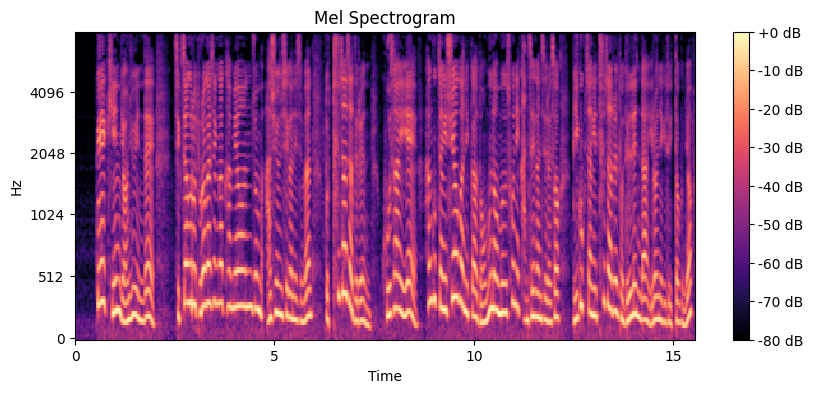 Mel Spectrogram
Hz
4096
2048
1024
512
0
0
5
10
15
Time
+0 dB
-10 dB
-20 dB
-30 dB
-40 dB
-50 dB
-60 dB
-70 dB
-80 dB